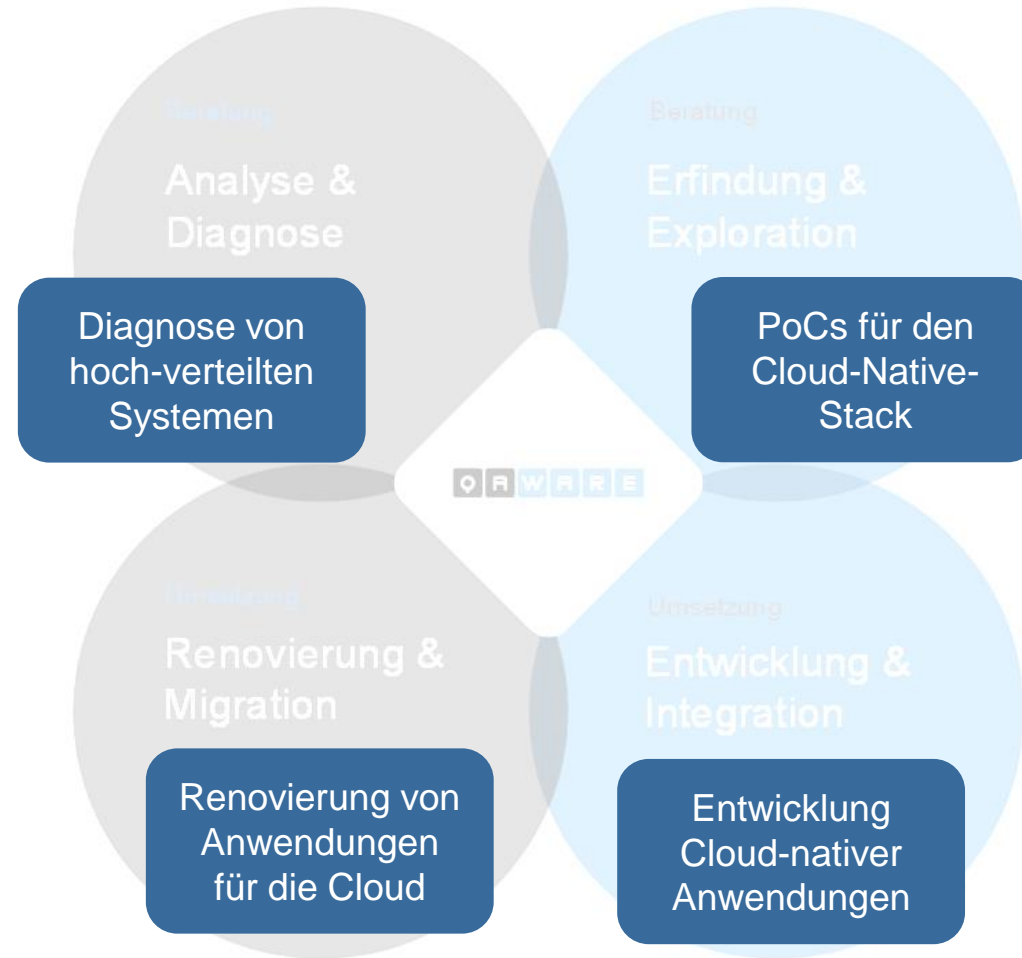 Beratung
Analyse &
Diagnose
Diagnose von
hoch-verteilten
Systemen
Beratung
Erfindung &
Exploration
PoCs für den
Cloud-Native-
Stack
QAWARE
Umsetzung
Renovierung &
Migration
Renovierung von
Anwendungen
für die Cloud
Umsetzung
Entwicklung &
Integration
Entwicklung
Cloud-nativer
Anwendungen